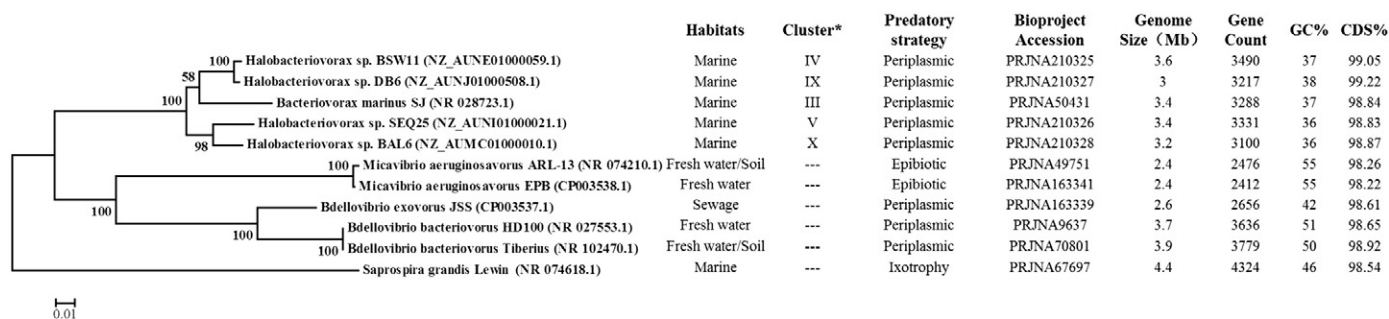 Habitats Cluster* Predatory strategy Bioproject Accession Genome Size（Mb） Gene Count GC% CDS%
100 Halobacteriovorax sp. BSW11 (NZ_AUNE01000059.1) Marine IV Periplasmic PRJNA210325 3.6 3490 37 99.05
58 Halobacteriovorax sp. DB6 (NZ_AUNJ01000508.1) Marine IX Periplasmic PRJNA210327 3 3217 38 99.22
100 Bacteriovorax marinus SJ (NR 028723.1) Marine III Periplasmic PRJNA50431 3.4 3288 37 98.84
Halobacteriovorax sp. SEQ25 (NZ_AUNI01000021.1) Marine V Periplasmic PRJNA210326 3.4 3331 36 98.83
98 Halobacteriovorax sp. BAL6 (NZ_AUMC01000010.1) Marine X Periplasmic PRJNA210328 3.2 3100 36 98.87
100 Micavibrio aeruginosavorus ARL-13 (NR 074210.1) Fresh water/Soil --- Epibiotic PRJNA49751 2.4 2476 55 98.26
Micavibrio aeruginosavorus EPB (CP003538.1) Fresh water --- Epibiotic PRJNA163341 2.4 2412 55 98.22
100 Bdellovibrio exovorus JSS (CP003537.1) Sewage --- Periplasmic PRJNA163339 2.6 2656 42 98.61
100 Bdellovibrio bacteriovorus HD100 (NR 027553.1) Fresh water --- Periplasmic PRJNA9637 3.7 3636 51 98.65
100 Bdellovibrio bacteriovorus Tiberius (NR 102470.1) Fresh water/Soil --- Periplasmic PRJNA70801 3.9 3779 50 98.92
Saprospira grandis Lewin (NR 074618.1) Marine --- Ixotrophy PRJNA67697 4.4 4324 46 98.54
0.01